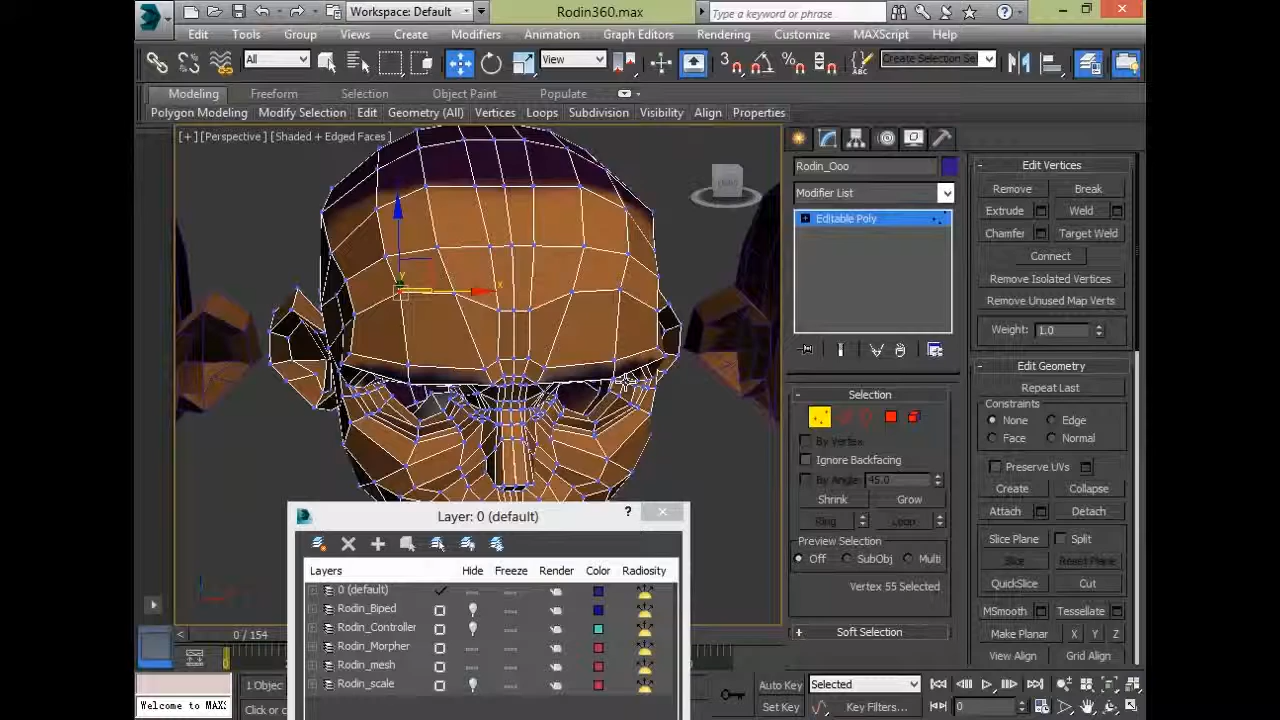 Workspace: Default
Rodin360.max
Type a keyword or phrase
Edit Tools Group Views Create Modifiers Animation Graph Editors Rendering Customize MAXScript Help
All
View
Create Selection Se
Modeling Freeform Selection Object Paint Populate
Polygon Modeling Modify Selection Edit Geometry (All) Vertices Loops Subdivision Visibility Align Properties
[+] [Perspective] [Shaded + Edged Faces]
Rodin_Ooo
Modifier List
Editable Poly
Selection
By Vertex
Ignore Backfacing
By Angle: 45.0
Shrink Grow
Ring Loop
Preview Selection
Off SubObj Multi
Vertex 55 Selected
Soft Selection
Edit Vertices
Remove Break
Extrude Weld
Chamfer Target Weld
Connect
Remove Isolated Vertices
Remove Unused Map Verts
Weight: 1.0
Edit Geometry
Repeat Last
Constraints
None Edge
Face Normal
Preserve UVs
Create Collapse
Attach Detach
Slice Plane Split
Slice Reset Plane
QuickSlice Cut
MSmooth Tessellate
Make Planar X Y Z
View Align Grid Align
x
y
Layer: 0 (default)
Layers Hide Freeze Render Color Radiosity
0 (default)
Rodin_Biped
Rodin_Controller
Rodin_Morpher
Rodin_mesh
Rodin_scale
0 / 154
0
1 Obje
Welcome to MAX
Click or c
Auto Key Selected
Set Key Key Filters... 0